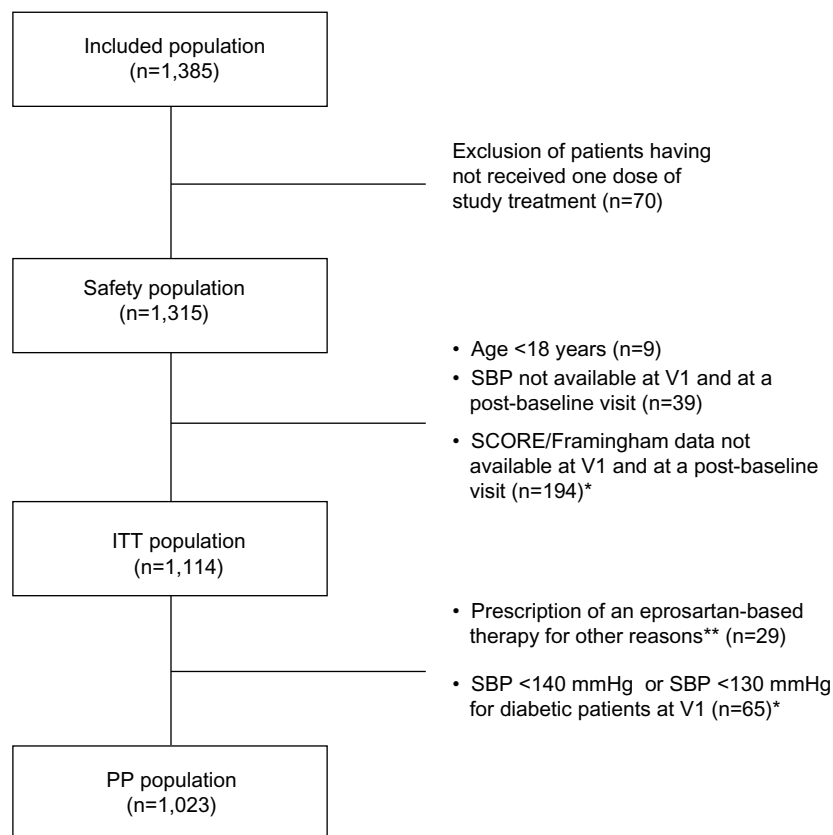 Included population
(n=1,385)
Exclusion of patients having
not received one dose of
study treatment (n=70)
Safety population
(n=1,315)
• Age <18 years (n=9)
• SBP not available at V1 and at a
post-baseline visit (n=39)
• SCORE/Framingham data not
available at V1 and at a post-baseline
visit (n=194)*
ITT population
(n=1,114)
• Prescription of an eprosartan-based
therapy for other reasons** (n=29)
• SBP <140 mmHg or SBP <130 mmHg
for diabetic patients at V1 (n=65)*
PP population
(n=1,023)